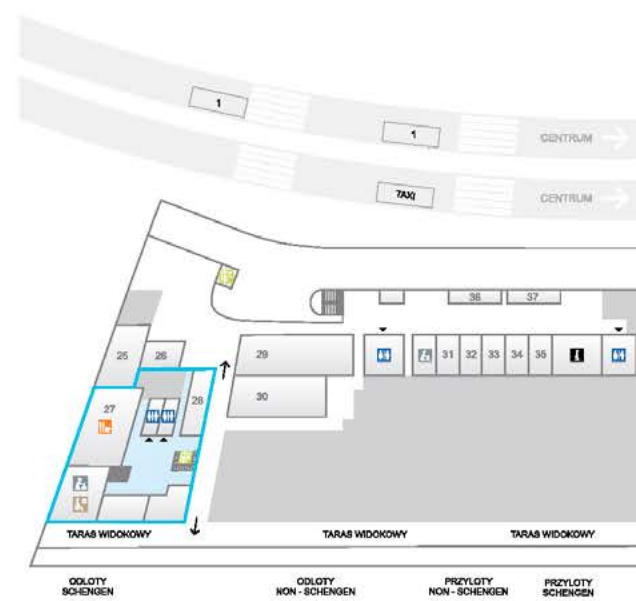 1
1
CENTRUM
TAXI
CENTRUM
36
37
25
26
29
31
32
33
34
35
30
28
27
TARAS WIDOKOWY
TARAS WIDOKOWY
TARAS WIDOKOWY
ODLOTY
SCHENGEN
ODLOTY
NON - SCHENGEN
PRZYLOTY
NON - SCHENGEN
PRZYLOTY
SCHENGEN